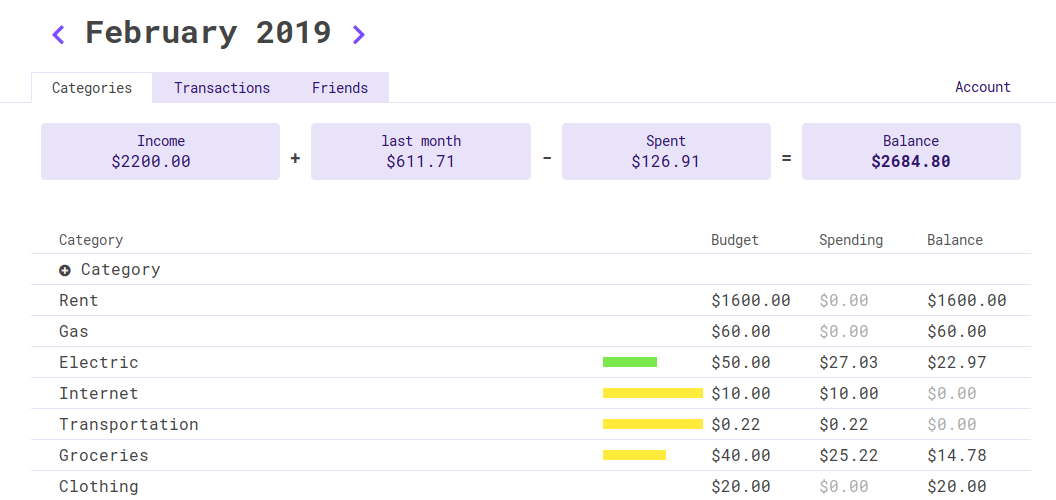 February 2019
Categories Transactions Friends Account
Income last month Spent Balance
$2200.00 + $611.71 - $126.91 = $2684.80
Category Budget Spending Balance
Category
Rent $1600.00 $0.00 $1600.00
Gas $60.00 $0.00 $60.00
Electric $50.00 $27.03 $22.97
Internet $10.00 $10.00 $0.00
Transportation $0.22 $0.22 $0.00
Groceries $40.00 $25.22 $14.78
Clothing $20.00 $0.00 $20.00